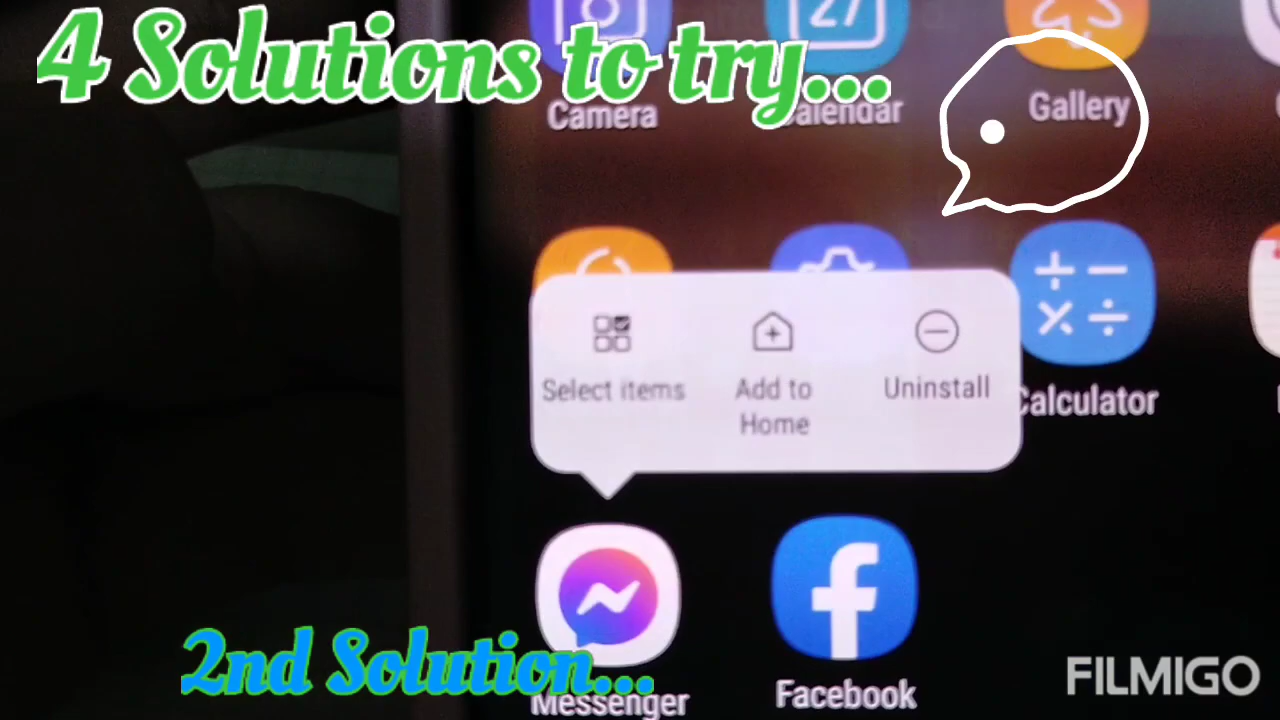 4 Solutions to try...
27
Camera
Calendar
Gallery
Select items
Add to
Home
Uninstall
Calculator
2nd Solution...
Messenger
Facebook
FILMIGO